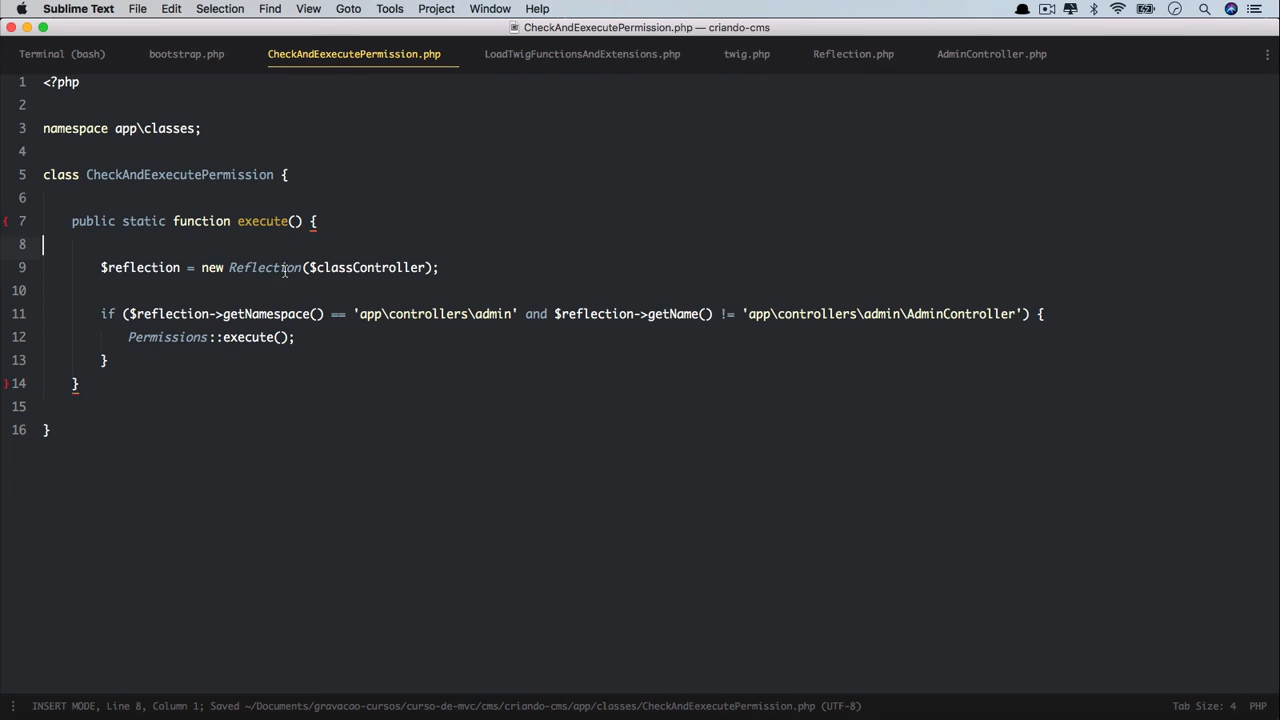 Sublime Text File Edit Selection Find View Goto Tools Project Window Help
CheckAndEexecutePermission.php — criando-cms
Terminal (bash) bootstrap.php CheckAndEexecutePermission.php LoadTwigFunctionsAndExtensions.php twig.php Reflection.php AdminController.php
1 <?php
2
3 namespace app\classes;
4
5 class CheckAndEexecutePermission {
6
7 public static function execute() {
8
9 $reflection = new Reflection($classController);
10
11 if ($reflection->getNamespace() == 'app\controllers\admin' and $reflection->getName() != 'app\controllers\admin\AdminController') {
12 Permissions::execute();
13 }
14 }
15
16 }
INSERT MODE, Line 8, Column 1; Saved ~/Documents/gravacao-cursos/curso-de-mvc/cms/criando-cms/app/classes/CheckAndEexecutePermission.php (UTF-8) Tab Size: 4 PHP